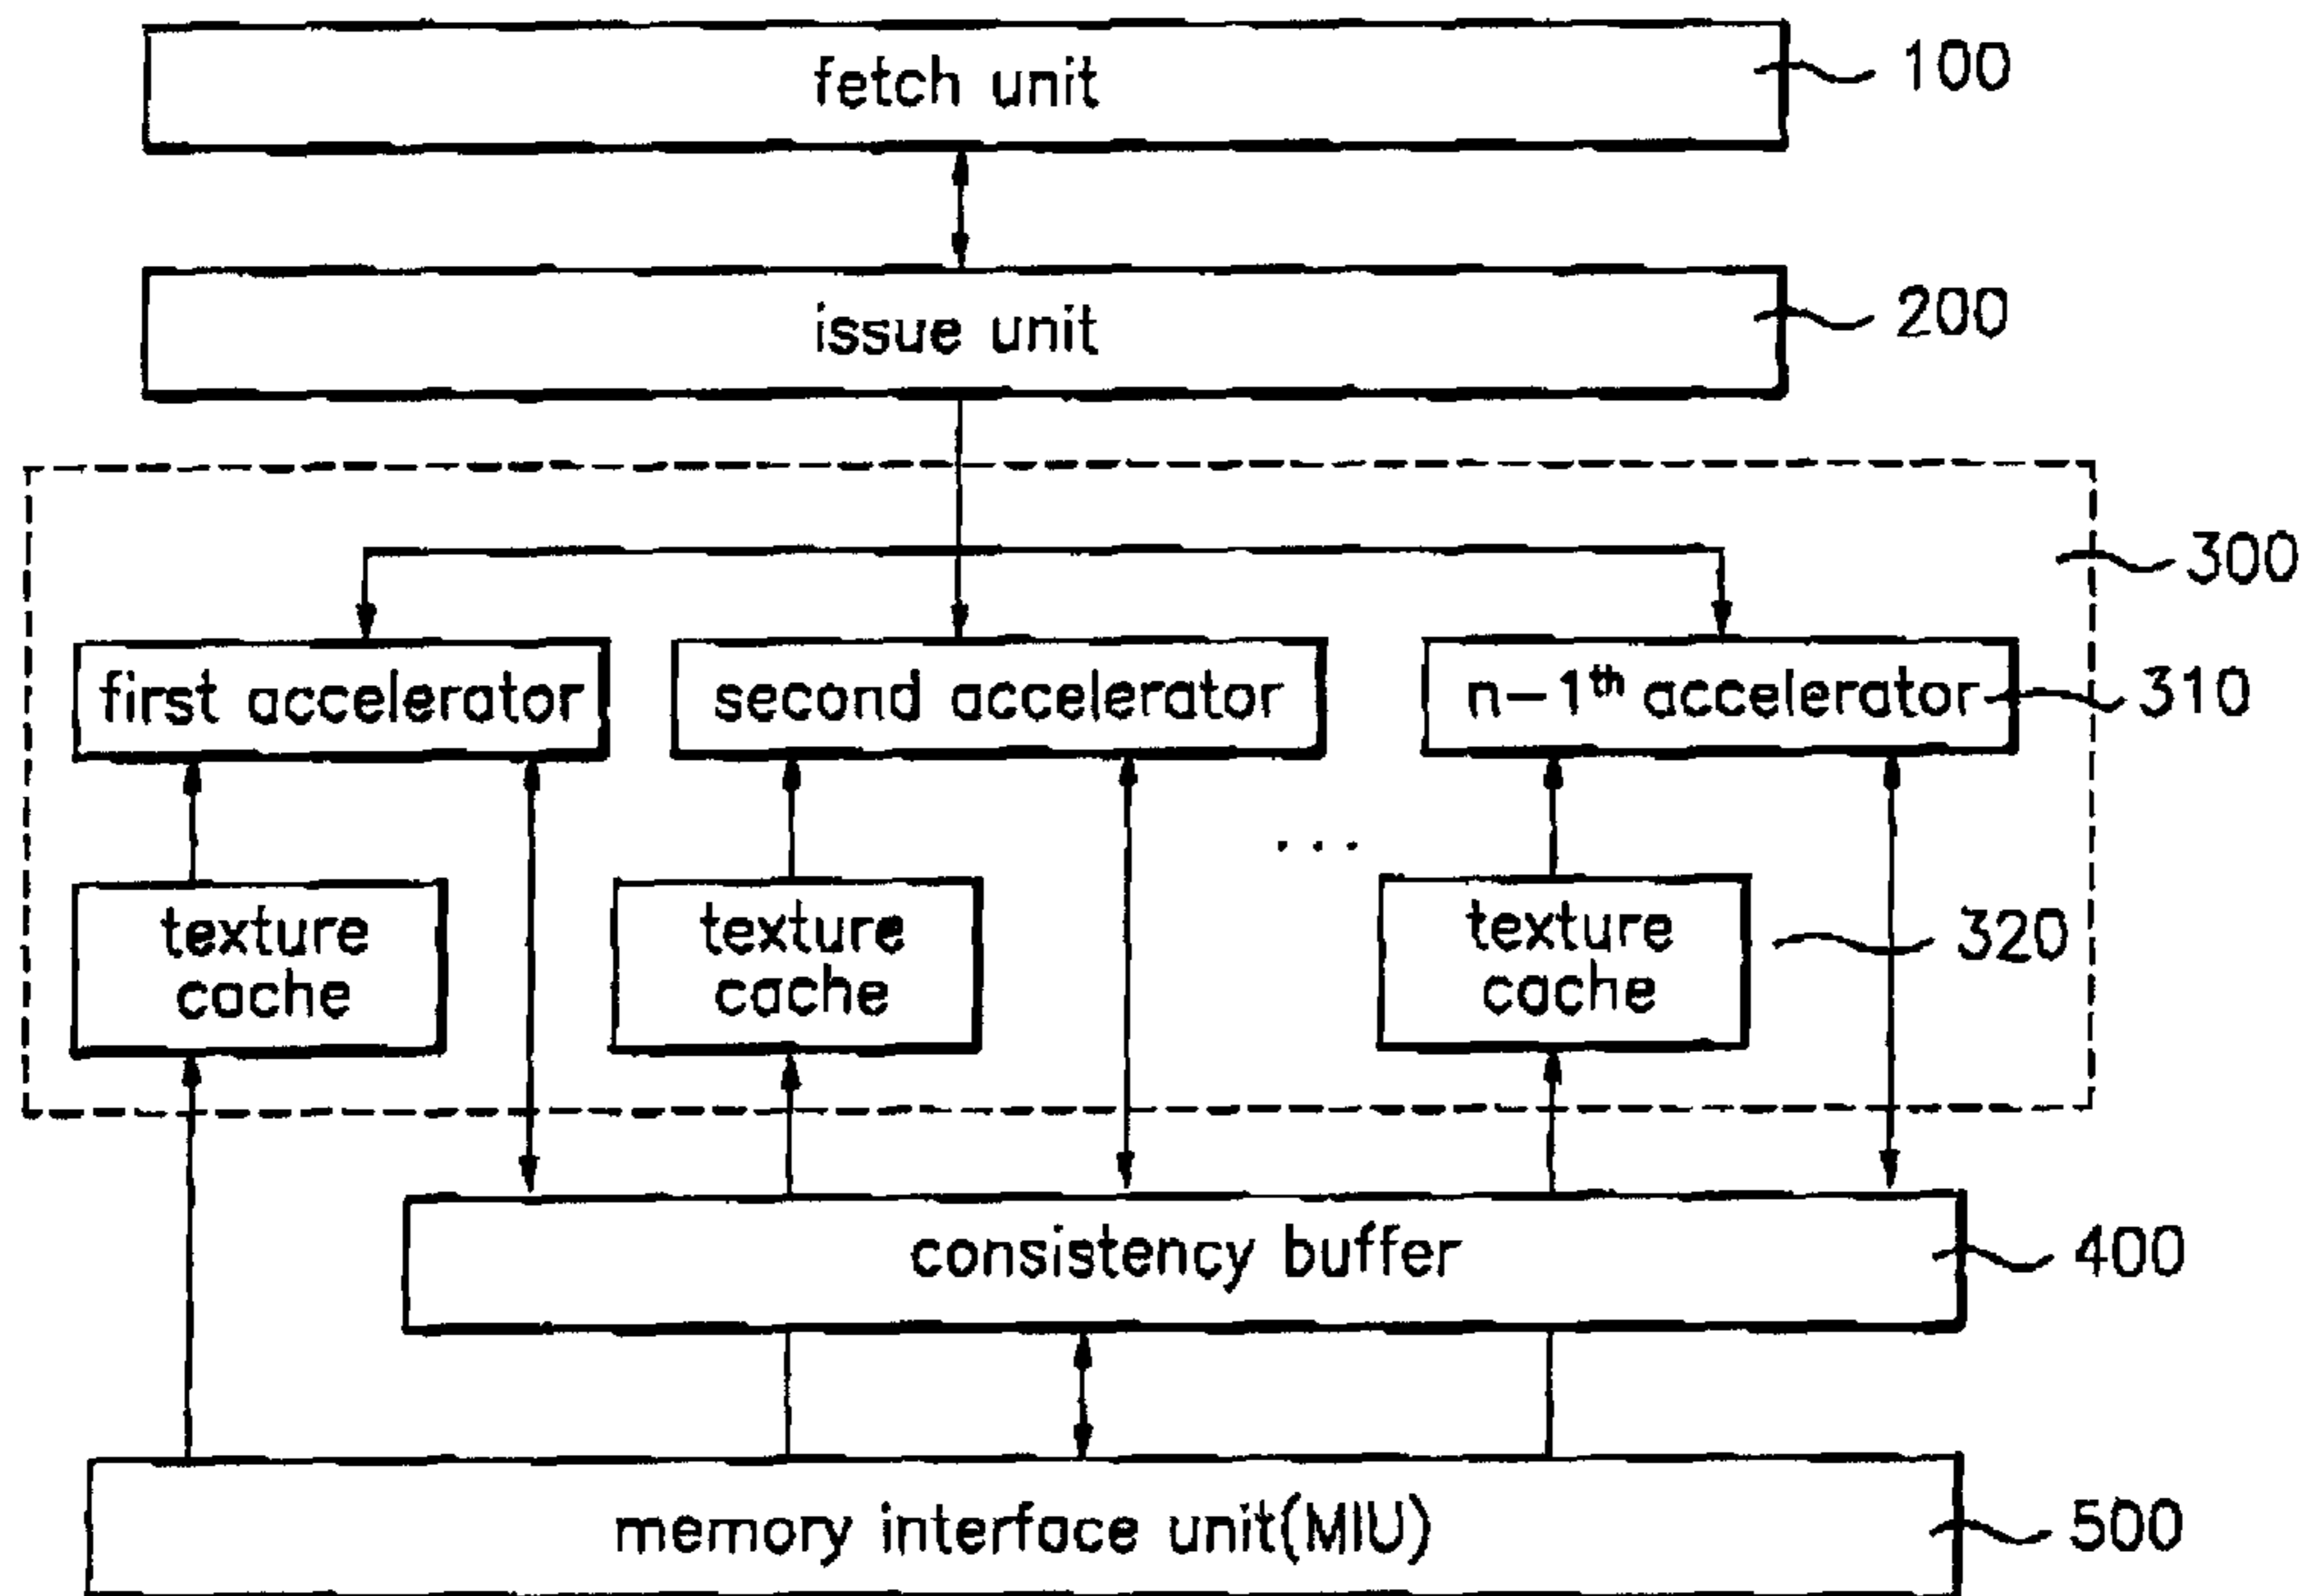 fetch unit
100
issue unit
200
300
first accelerator
second accelerator
n-1th accelerator
310
...
texture
cache
texture
cache
texture
cache
320
consistency buffer
400
memory interface unit(MIU)
500